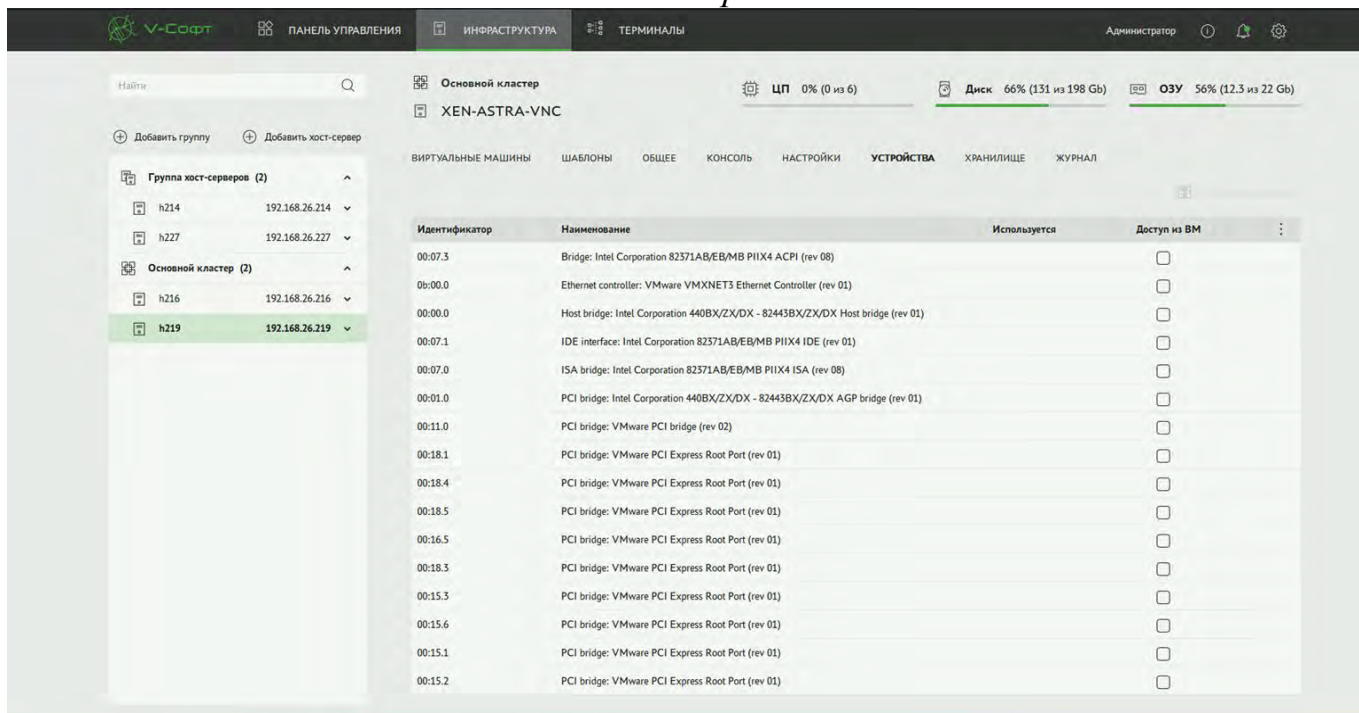 V-Софт ПАНЕЛЬ УПРАВЛЕНИЯ ИНФРАСТРУКТУРА ТЕРМИНАЛЫ Администратор
Найти
Добавить группу Добавить хост-сервер
Группа хост-серверов (2)
h214 192.168.26.214
h227 192.168.26.227
Основной кластер (2)
h216 192.168.26.216
h219 192.168.26.219
Основной кластер
XEN-ASTRA-VNC
ЦП 0% (0 из 6) Диск 66% (131 из 198 Gb) ОЗУ 56% (12.3 из 22 Gb)
ВИРТУАЛЬНЫЕ МАШИНЫ ШАБЛОНЫ ОБЩЕЕ КОНСОЛЬ НАСТРОЙКИ УСТРОЙСТВА ХРАНИЛИЩЕ ЖУРНАЛ
Идентификатор Наименование Используется Доступ из ВМ
00:07.3 Bridge: Intel Corporation 82371AB/EB/MB PIIX4 ACPI (rev 08)
0b:00.0 Ethernet controller: VMware VMXNET3 Ethernet Controller (rev 01)
00:00.0 Host bridge: Intel Corporation 440BX/ZX/DX - 82443BX/ZX/DX Host bridge (rev 01)
00:07.1 IDE interface: Intel Corporation 82371AB/EB/MB PIIX4 IDE (rev 01)
00:07.0 ISA bridge: Intel Corporation 82371AB/EB/MB PIIX4 ISA (rev 08)
00:01.0 PCI bridge: Intel Corporation 440BX/ZX/DX - 82443BX/ZX/DX AGP bridge (rev 01)
00:11.0 PCI bridge: VMware PCI bridge (rev 02)
00:18.1 PCI bridge: VMware PCI Express Root Port (rev 01)
00:18.4 PCI bridge: VMware PCI Express Root Port (rev 01)
00:18.5 PCI bridge: VMware PCI Express Root Port (rev 01)
00:16.5 PCI bridge: VMware PCI Express Root Port (rev 01)
00:18.3 PCI bridge: VMware PCI Express Root Port (rev 01)
00:15.3 PCI bridge: VMware PCI Express Root Port (rev 01)
00:15.6 PCI bridge: VMware PCI Express Root Port (rev 01)
00:15.1 PCI bridge: VMware PCI Express Root Port (rev 01)
00:15.2 PCI bridge: VMware PCI Express Root Port (rev 01)